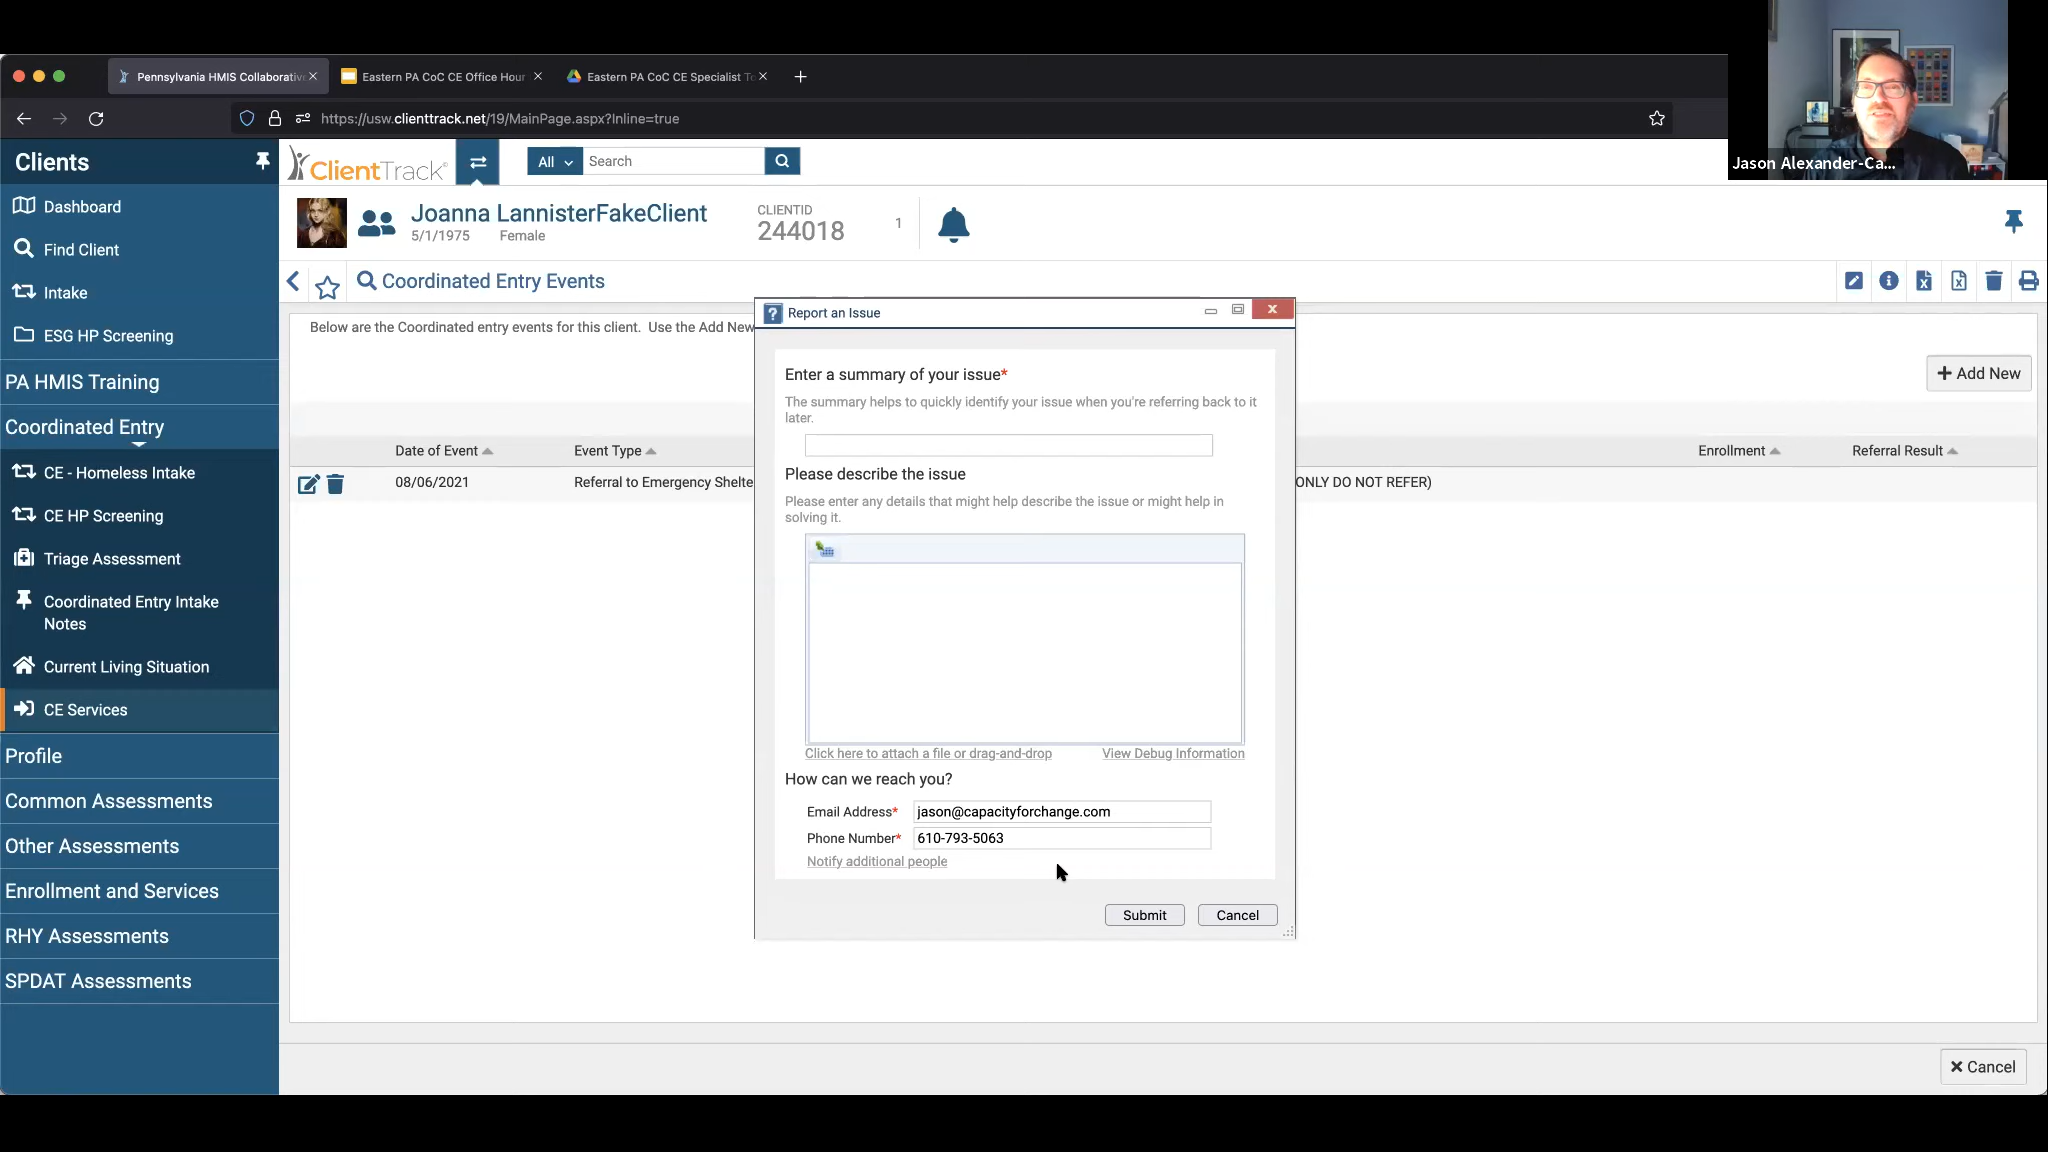 Pennsylvania HMIS Collaborativ
Eastern PA CoC CE Office Hour
Eastern PA CoC CE Specialist To
https://usw.clienttrack.net/19/MainPage.aspx?Inline=true
Jason Alexander-Ca...
Clients
Dashboard
Find Client
Intake
ESG HP Screening
PA HMIS Training
Coordinated Entry
CE - Homeless Intake
CE HP Screening
Triage Assessment
Coordinated Entry Intake
Notes
Current Living Situation
CE Services
Profile
Common Assessments
Other Assessments
Enrollment and Services
RHY Assessments
SPDAT Assessments
ClientTrack
All
Search
Joanna LannisterFakeClient
5/1/1975 Female
CLIENTID
244018
1
Coordinated Entry Events
Below are the Coordinated entry events for this client. Use the Add New
+ Add New
Date of Event Event Type Enrollment Referral Result
08/06/2021 Referral to Emergency Shelte ONLY DO NOT REFER)
Report an Issue
Enter a summary of your issue*
The summary helps to quickly identify your issue when you're referring back to it
later.
Please describe the issue
Please enter any details that might help describe the issue or might help in
solving it.
Click here to attach a file or drag-and-drop View Debug Information
How can we reach you?
Email Address* jason@capacityforchange.com
Phone Number* 610-793-5063
Notify additional people
Submit Cancel
Cancel